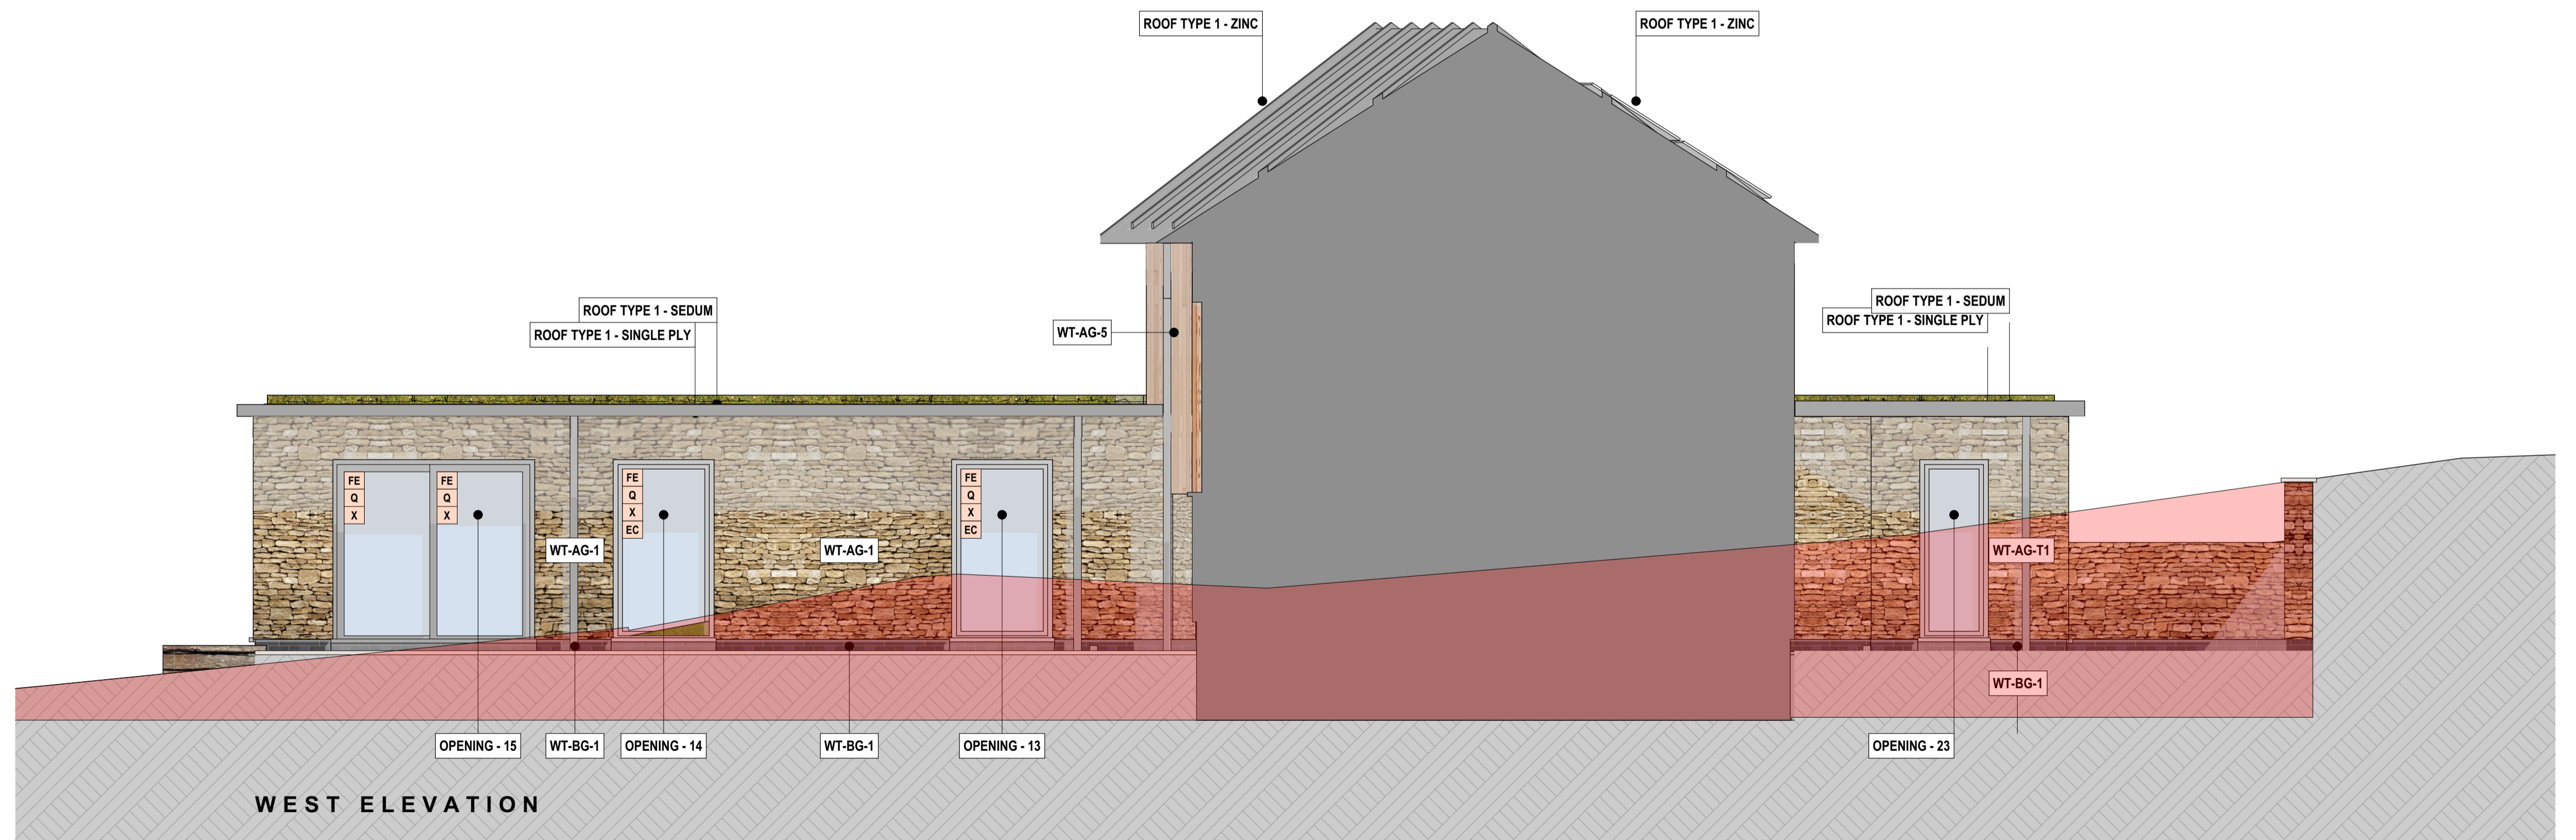 ROOF TYPE 1 - ZINC
ROOF TYPE 1 - ZINC
ROOF TYPE 1 - SEDUM
ROOF TYPE 1 - SINGLE PLY
WT-AG-5
ROOF TYPE 1 - SEDUM
ROOF TYPE 1 - SINGLE PLY
FE
Q
X
FE
Q
X
FE
Q
X
EC
FE
Q
X
EC
WT-AG-1
WT-AG-1
WT-AG-T1
WT-BG-1
OPENING - 15
WT-BG-1
OPENING - 14
WT-BG-1
OPENING - 13
OPENING - 23
WEST ELEVATION